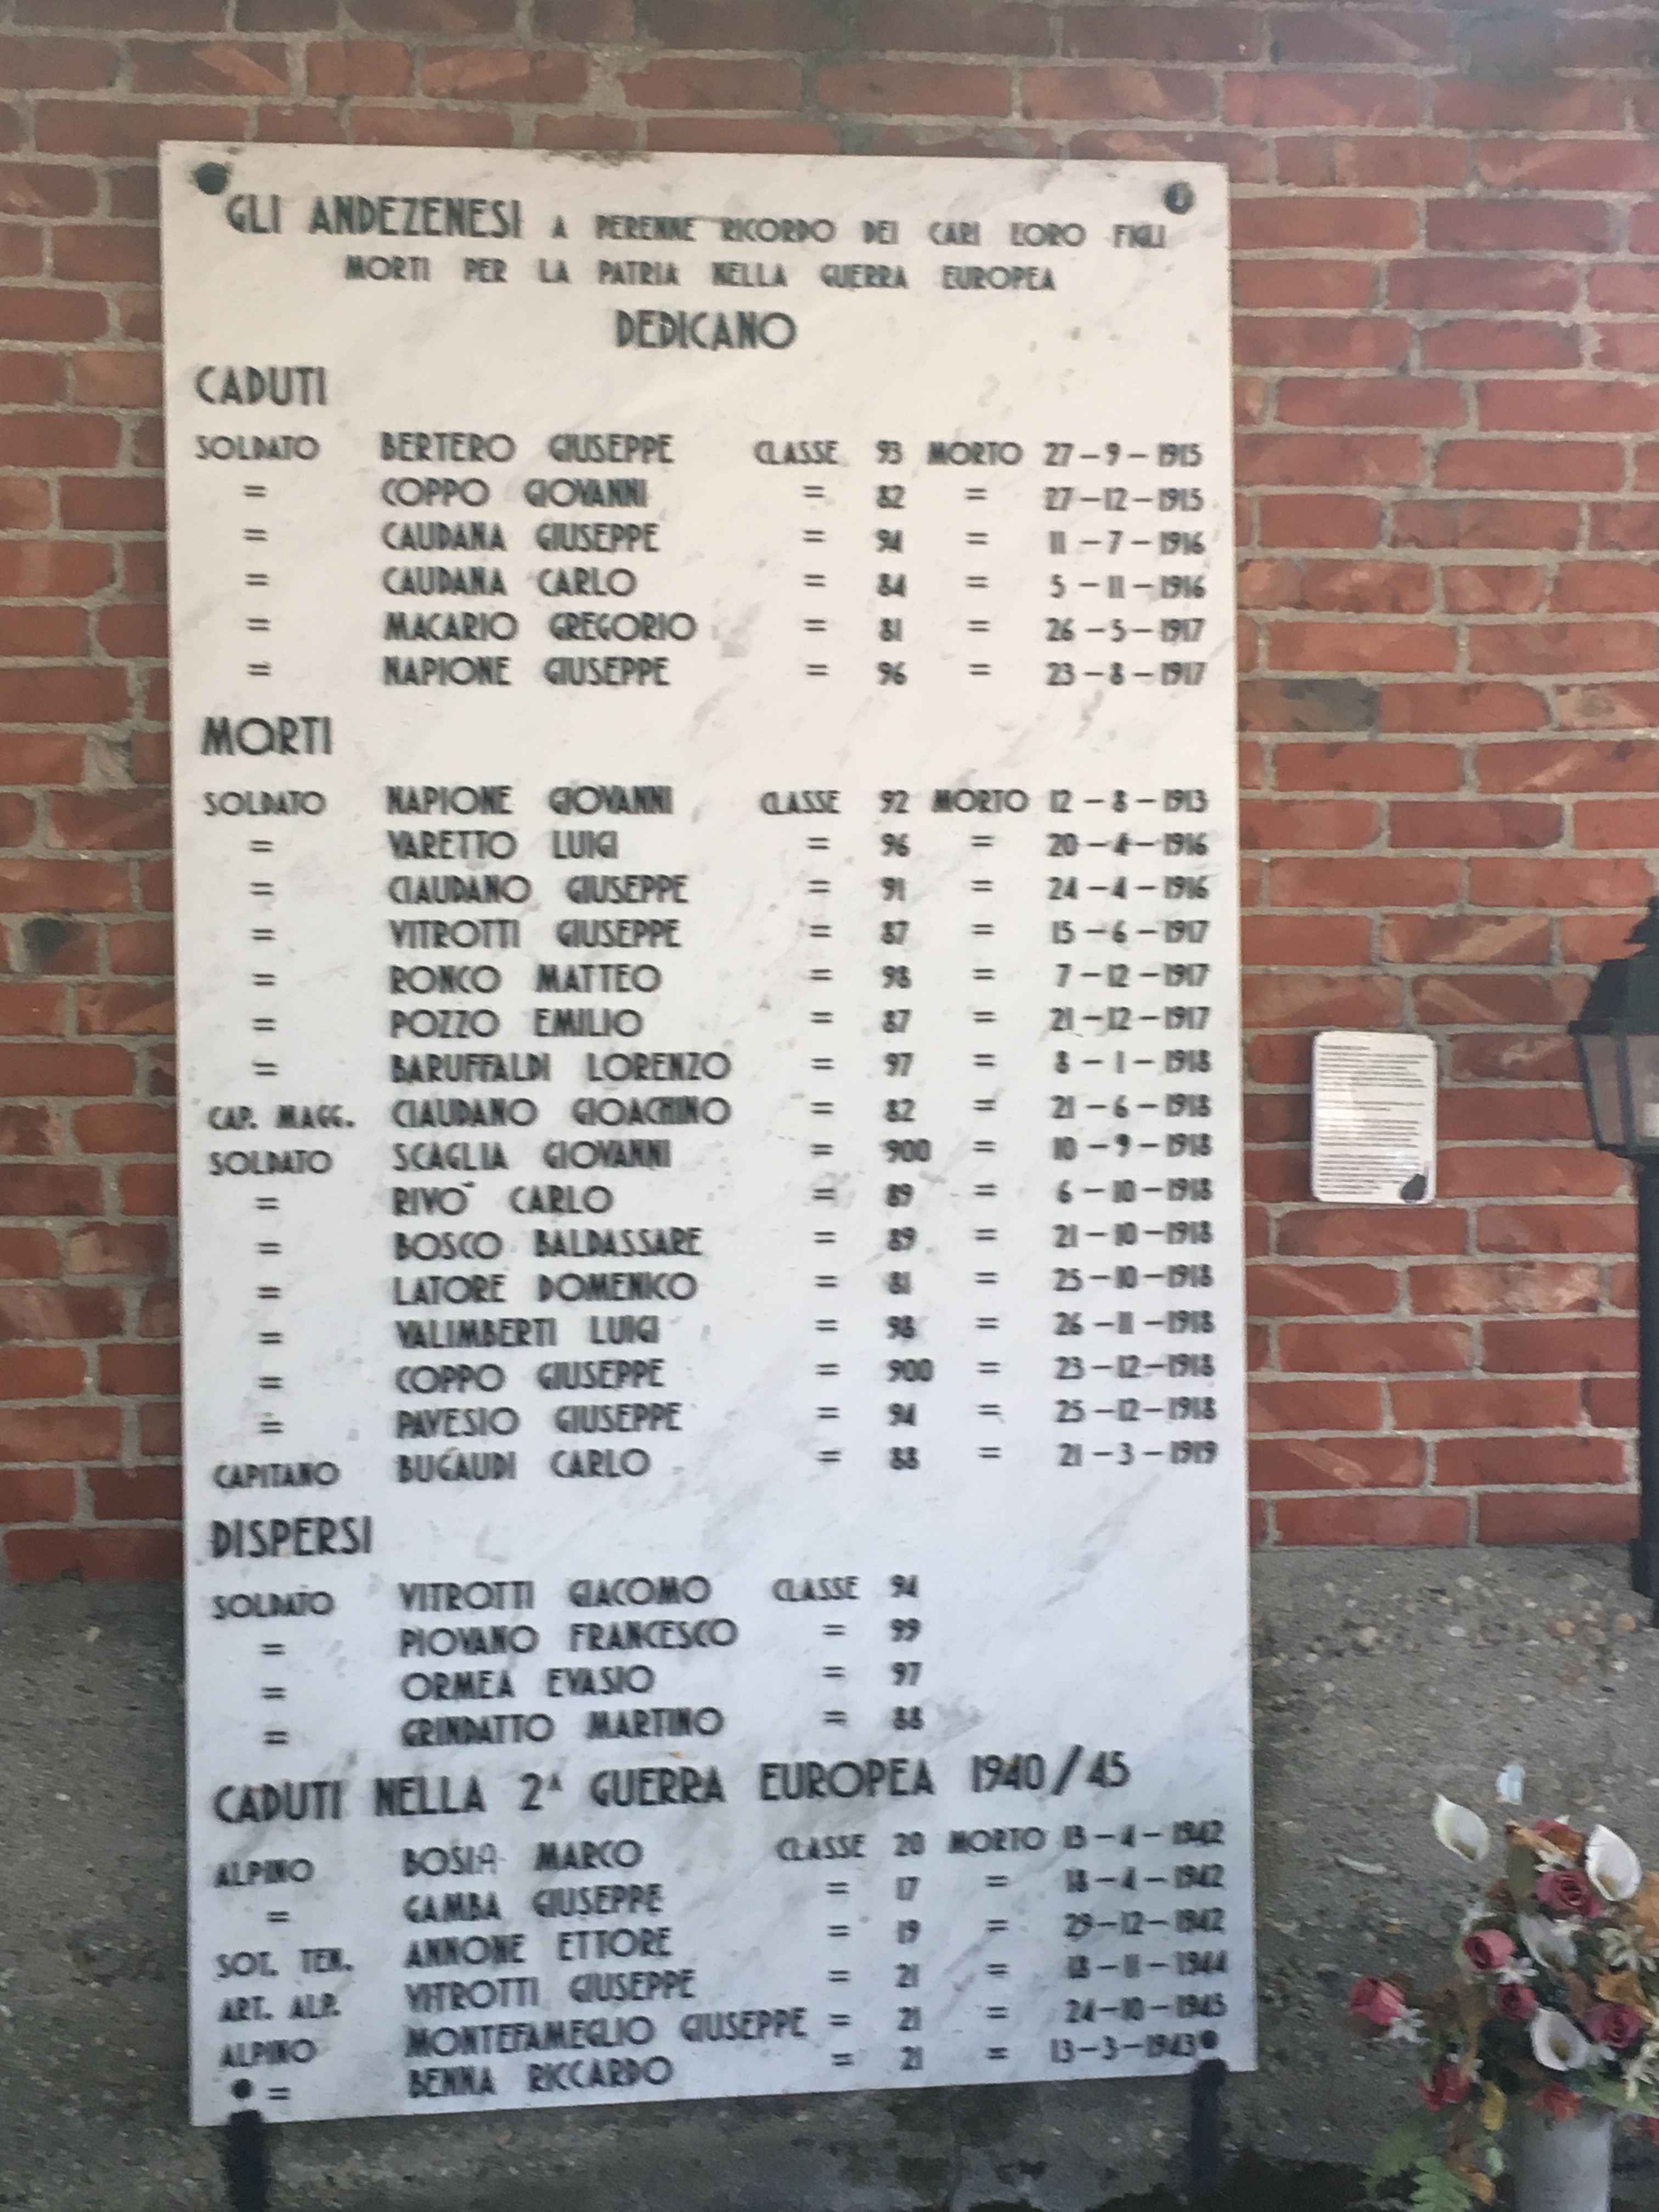 GLI ANDEZENESI A PERENNE RICORDO DEI CARI LORO FIGLI
MORTI PER LA PATRIA NELLA GUERRA EUROPEA
DEDICANO
CADUTI
SOLDATO BERTERO GIUSEPPE CLASSE 93 MORTO 27-9-1915
= COPPO GIOVANNI = 82 = 27-12-1915
= CAUDANA GIUSEPPE = 94 = 11-7-1916
= CAUDANA CARLO = 84 = 5-11-1916
= MACARIO GREGORIO = 81 = 26-5-1917
= NAPIONE GIUSEPPE = 96 = 23-8-1917
MORTI
SOLDATO NAPIONE GIOVANNI CLASSE 92 MORTO 12-8-1913
= VARETTO LUIGI = 96 = 20-4-1916
= CIAUDANO GIUSEPPE = 91 = 24-4-1916
= VITROTTI GIUSEPPE = 87 = 15-6-1917
= RONCO MATTEO = 98 = 7-12-1917
= POZZO EMILIO = 87 = 21-12-1917
= BARUFFALDI LORENZO = 97 = 8-1-1918
CAP. MAGG. CIAUDANO GIOACHINO = 82 = 21-6-1918
SOLDATO SCAGLIA GIOVANNI = 900 = 10-9-1918
= RIVO` CARLO = 89 = 6-10-1918
= BOSCO BALDASSARE = 89 = 21-10-1918
= LATORE DOMENICO = 81 = 25-10-1918
= VALIMBERTI LUIGI = 98 = 26-11-1918
= COPPO GIUSEPPE = 900 = 23-12-1918
= PAVESIO GIUSEPPE = 94 = 25-12-1918
CAPITANO BUGAUDI CARLO = 88 = 21-3-1919
DISPERSI
SOLDATO VITROTTI GIACOMO CLASSE 94
= PIOVANO FRANCESCO = 99
= ORMEA EVASIO = 97
= GRINDATTO MARTINO = 88
CADUTI NELLA 2ᴬ GUERRA EUROPEA 1940/45
ALPINO BOSIA MARCO CLASSE 20 MORTO 13-4-1942
= GAMBA GIUSEPPE = 17 = 18-4-1942
SOT. TEN. ANNONE ETTORE = 19 = 29-12-1942
ART. ALP. VITROTTI GIUSEPPE = 21 = 18-11-1944
ALPINO MONTEFAMEGLIO GIUSEPPE = 21 = 24-10-1945
= BENNA RICCARDO = 21 = 13-3-1943